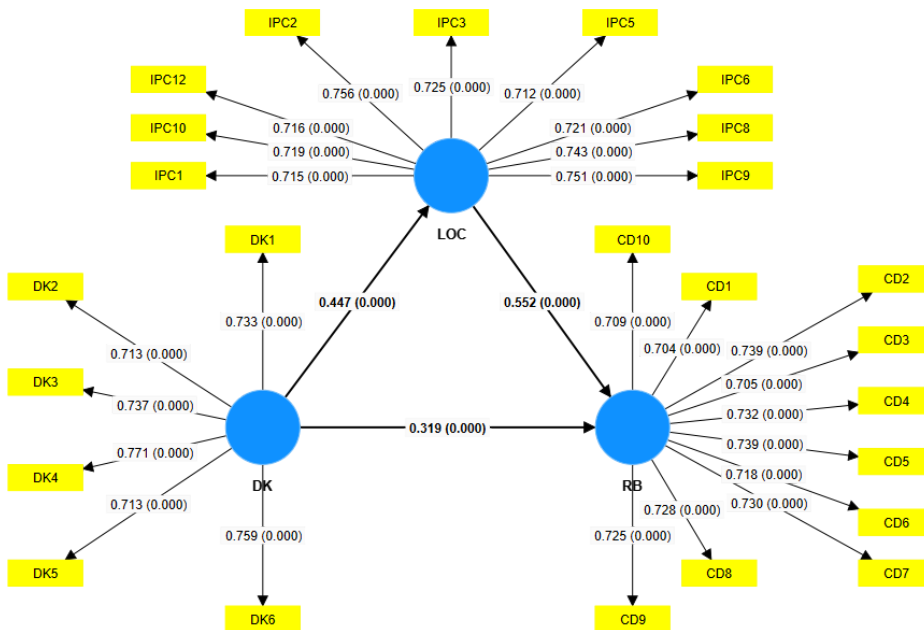 IPC2
IPC3
IPC5
IPC12
IPC6
0.756 (0.000)
0.725 (0.000)
0.712 (0.000)
IPC10
0.716 (0.000)
0.721 (0.000)
IPC8
0.719 (0.000)
0.743 (0.000)
IPC1
0.715 (0.000)
0.751 (0.000)
IPC9
LOC
DK1
CD10
DK2
CD1
CD2
0.447 (0.000)
0.552 (0.000)
0.733 (0.000)
0.709 (0.000)
CD3
0.713 (0.000)
0.704 (0.000)
0.739 (0.000)
DK3
0.737 (0.000)
0.705 (0.000)
CD4
0.732 (0.000)
0.319 (0.000)
0.771 (0.000)
0.739 (0.000)
CD5
DK4
DK
RB
0.718 (0.000)
0.713 (0.000)
0.728 (0.000)
0.730 (0.000)
0.759 (0.000)
0.725 (0.000)
CD6
DK5
CD8
CD7
DK6
CD9